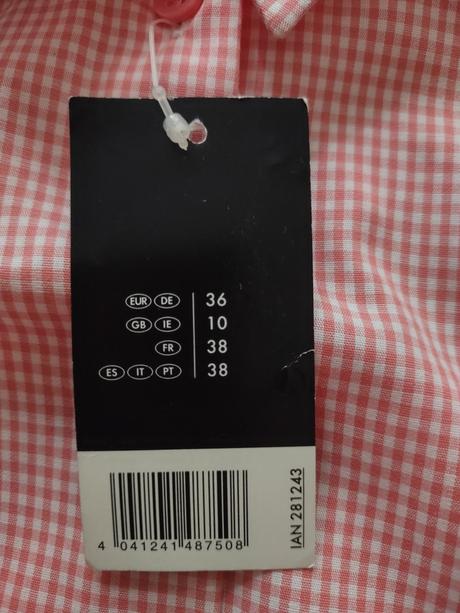 EUR DE 36
GB IE 10
FR 38
ES IT PT 38
4 041241 487508
IAN 281243